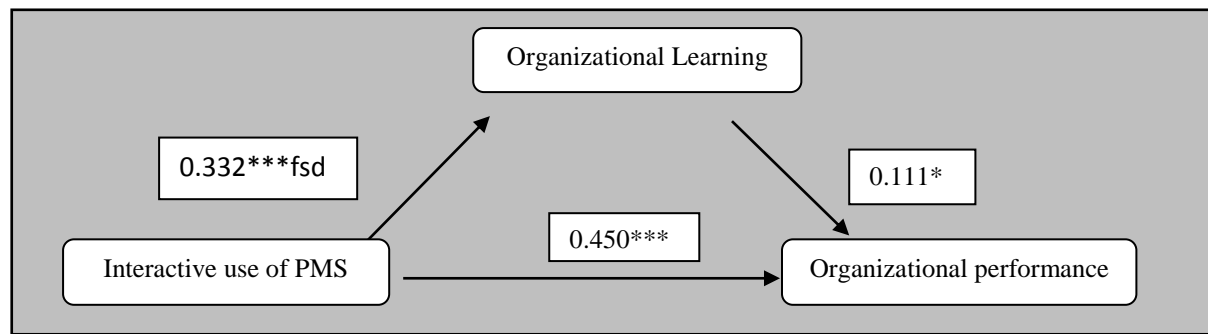 Organizational Learning
0.332***fsd
0.111*
0.450***
Interactive use of PMS
Organizational performance